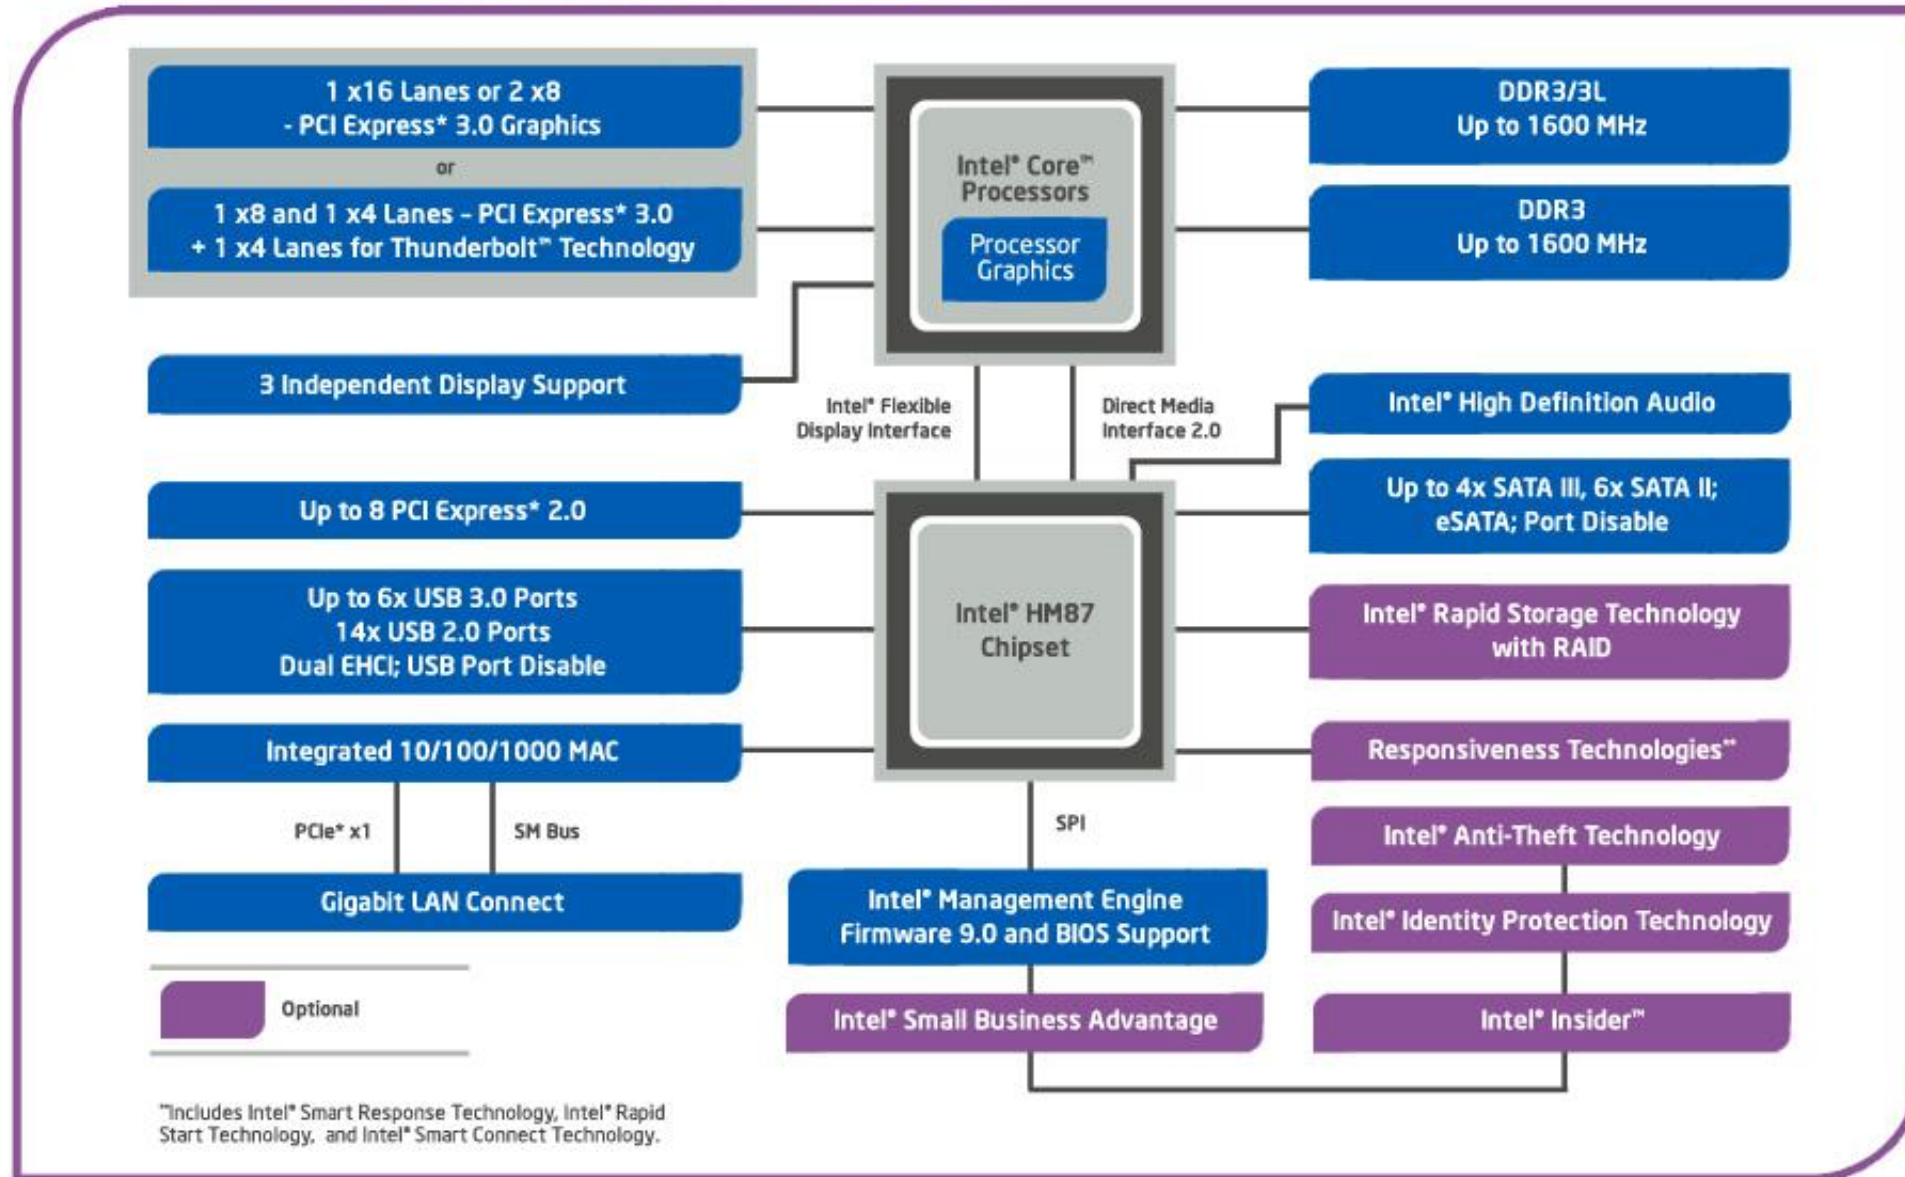 1 x16 Lanes or 2 x8
- PCI Express* 3.0 Graphics
or
1 x8 and 1 x4 Lanes – PCI Express* 3.0
+ 1 x4 Lanes for Thunderbolt™ Technology
3 Independent Display Support
Intel® Core™
Processors
Processor
Graphics
DDR3/3L
Up to 1600 MHz
DDR3
Up to 1600 MHz
Intel® Flexible
Display Interface
Direct Media
Interface 2.0
Intel® High Definition Audio
Up to 8 PCI Express* 2.0
Up to 6x USB 3.0 Ports
14x USB 2.0 Ports
Dual EHCI; USB Port Disable
Integrated 10/100/1000 MAC
PCIe* x1
SM Bus
Gigabit LAN Connect
Intel® HM87
Chipset
Up to 4x SATA III, 6x SATA II;
eSATA; Port Disable
Intel® Rapid Storage Technology
with RAID
Responsiveness Technologies**
SPI
Intel® Management Engine
Firmware 9.0 and BIOS Support
Intel® Small Business Advantage
Intel® Anti-Theft Technology
Intel® Identity Protection Technology
Intel® Insider™
Optional
**Includes Intel® Smart Response Technology, Intel® Rapid
Start Technology, and Intel® Smart Connect Technology.